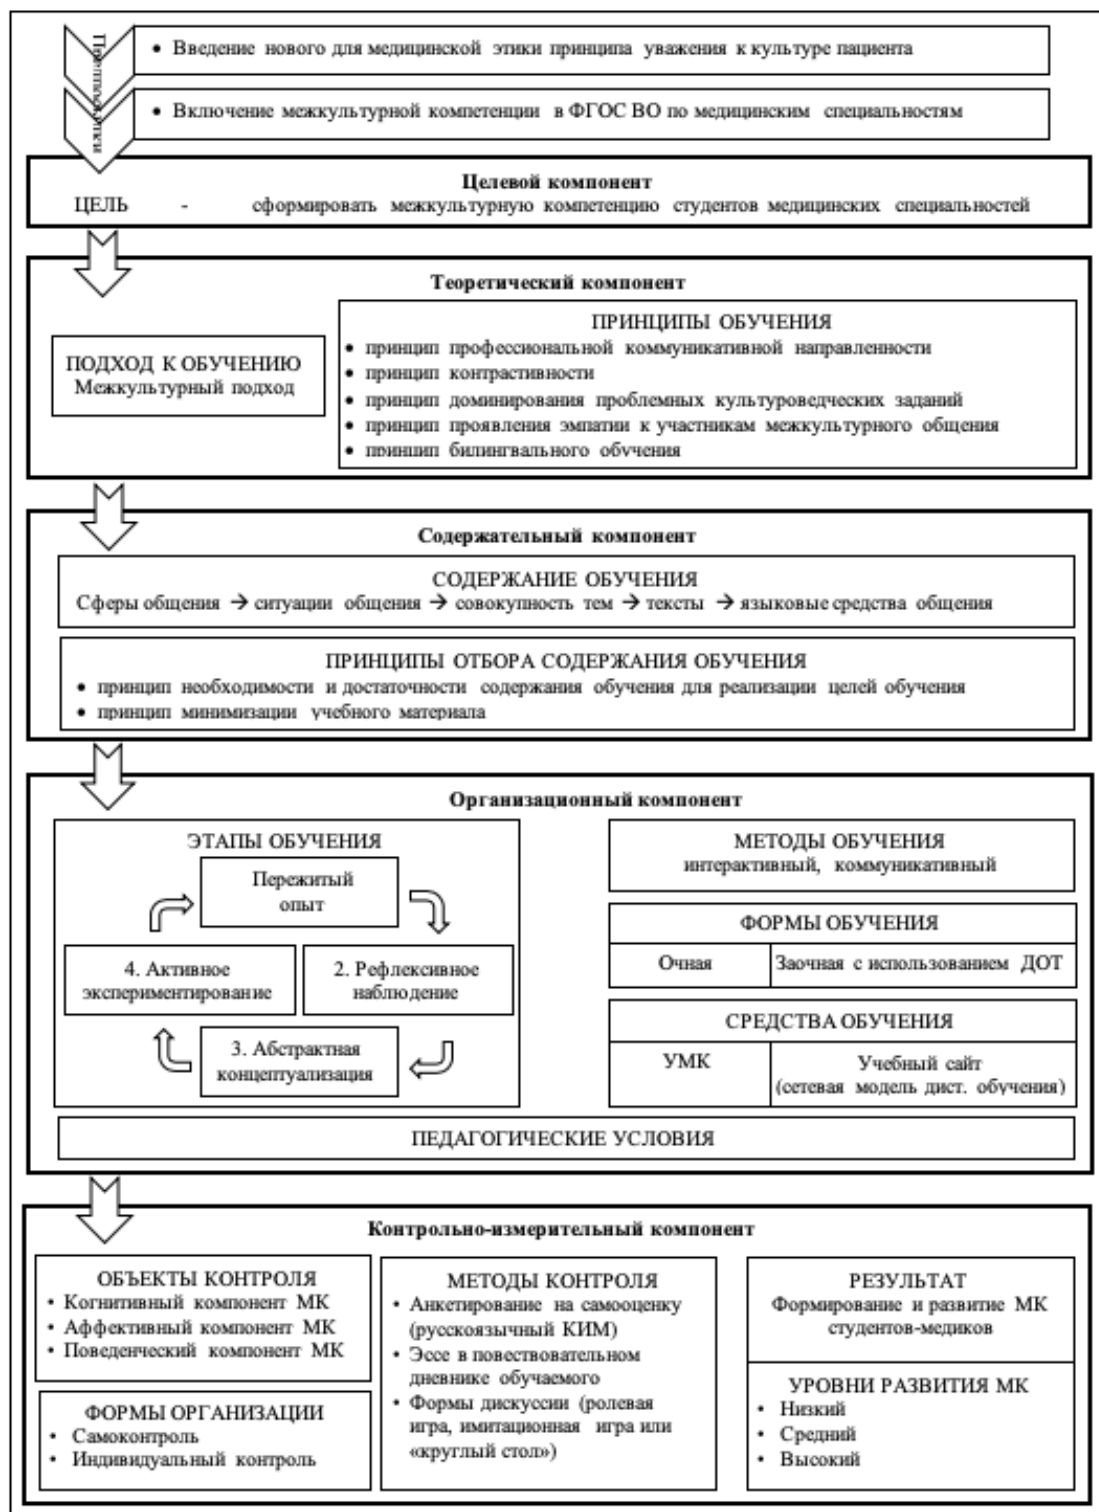 • Введение нового для медицинской этики принципа уважения к культуре пациента
• Включение межкультурной компетенции в ФГОС ВО по медицинским специальностям
Целевой компонент
ЦЕЛЬ - сформировать межкультурную компетенцию студентов медицинских специальностей
Теоретический компонент
ПОДХОД К ОБУЧЕНИЮ
Межкультурный подход
ПРИНЦИПЫ ОБУЧЕНИЯ
• принцип профессиональной коммуникативной направленности
• принцип контрастивности
• принцип доминирования проблемных культуроведческих заданий
• принцип проявления эмпатии к участникам межкультурного общения
• принцип билингвального обучения
Содержательный компонент
СОДЕРЖАНИЕ ОБУЧЕНИЯ
Сферы общения → ситуации общения → совокупность тем → тексты → языковые средства общения
ПРИНЦИПЫ ОТБОРА СОДЕРЖАНИЯ ОБУЧЕНИЯ
• принцип необходимости и достаточности содержания обучения для реализации целей обучения
• принцип минимизации учебного материала
Организационный компонент
ЭТАПЫ ОБУЧЕНИЯ
Пережитый
опыт
2. Рефлексивное
наблюдение
3. Абстрактная
концептуализация
4. Активное
экспериментирование
МЕТОДЫ ОБУЧЕНИЯ
интерактивный, коммуникативный
ФОРМЫ ОБУЧЕНИЯ
Очная
Заочная с использованием ДОТ
СРЕДСТВА ОБУЧЕНИЯ
УМК
Учебный сайт
(сетевая модель дист. обучения)
ПЕДАГОГИЧЕСКИЕ УСЛОВИЯ
Контрольно-измерительный компонент
ОБЪЕКТЫ КОНТРОЛЯ
• Когнитивный компонент МК
• Аффективный компонент МК
• Поведенческий компонент МК
ФОРМЫ ОРГАНИЗАЦИИ
• Самоконтроль
• Индивидуальный контроль
МЕТОДЫ КОНТРОЛЯ
• Анкетирование на самооценку
(русскоязычный КИМ)
• Эссе в повествовательном
дневнике обучаемого
• Формы дискуссии (ролевая
игра, имитационная игра или
«круглый стол»)
РЕЗУЛЬТАТ
Формирование и развитие МК
студентов-медиков
УРОВНИ РАЗВИТИЯ МК
• Низкий
• Средний
• Высокий